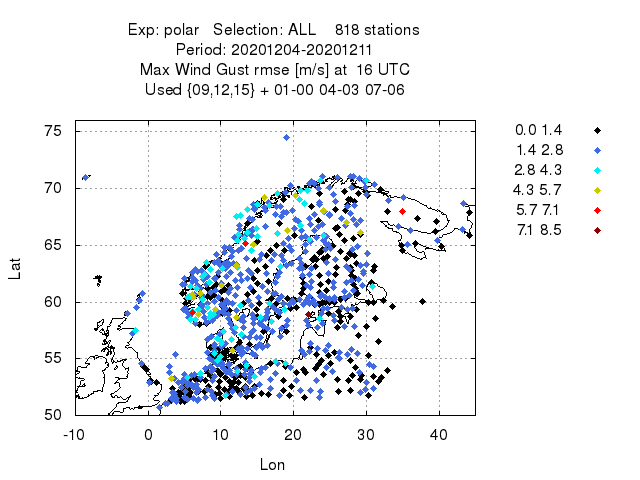 Exp: polar Selection: ALL 818 stations
Period: 20201204-20201211
Max Wind Gust rmse [m/s] at 16 UTC
Used {09,12,15} + 01-00 04-03 07-06
0.0 1.4
1.4 2.8
2.8 4.3
4.3 5.7
5.7 7.1
7.1 8.5
Lat
75
70
65
60
55
50
-10 0 10 20 30 40
Lon